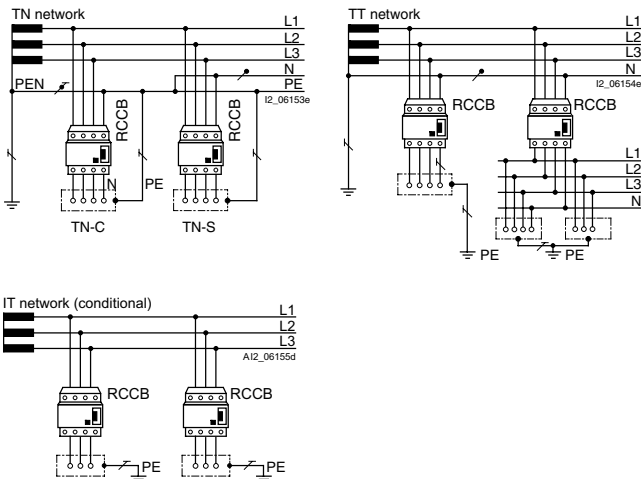 TN network
L1
L2
L3
N
PEN
PE
I2_06153e
RCCB
RCCB
N
PE
TN-C
TN-S
TT network
L1
L2
L3
N
I2_06154e
RCCB
RCCB
L1
L2
L3
N
PE
PE
IT network (conditional)
L1
L2
L3
AI2_06155d
RCCB
RCCB
PE
PE